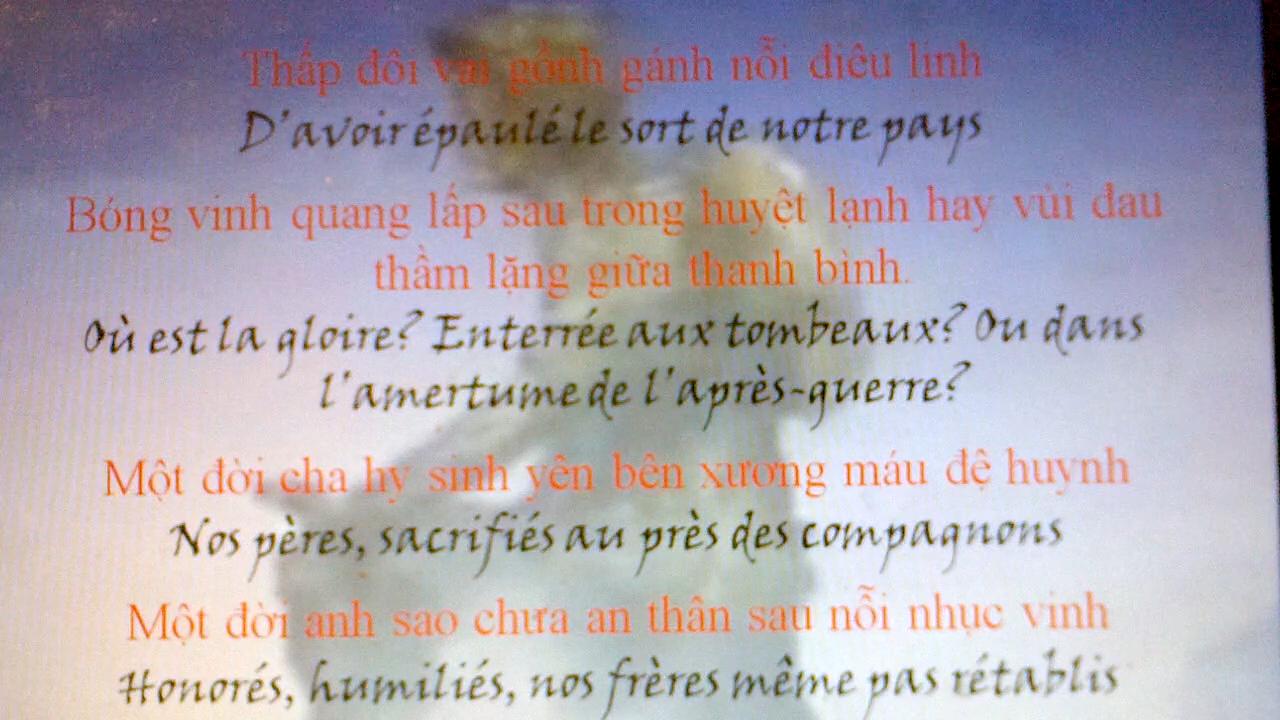 Thấp đôi vai gồnh gánh nỗi điêu linh
D'avoir épaulé le sort de notre pays
Bóng vinh quang lấp sau trong huyệt lạnh hay vùi đau
thầm lặng giữa thanh bình.
Où est la gloire? Enterrée aux tombeaux? Ou dans
l'amertume de l'après-guerre?
Một đời cha hy sinh yên bên xương máu đệ huynh
Nos pères, sacrifiés au près des compagnons
Một đời anh sao chưa an thân sau nỗi nhục vinh
Honorés, humiliés, nos frères même pas rétablis